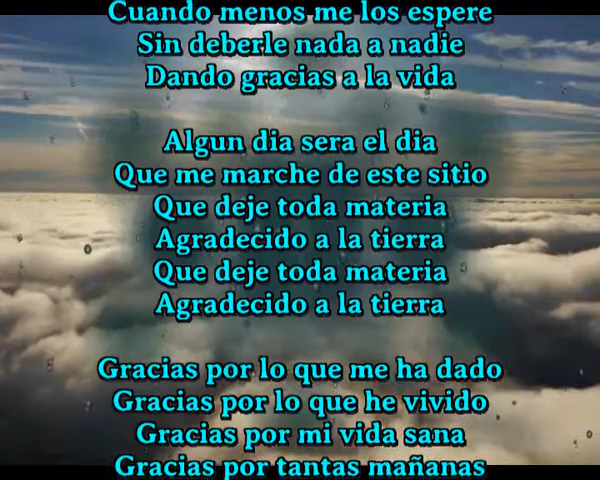 Cuando menos me los espere
Sin deberle nada a nadie
Dando gracias a la vida
Algun dia sera el dia
Que me marche de este sitio
Que deje toda materia
Agradecido a la tierra
Que deje toda materia
Agradecido a la tierra
Gracias por lo que me ha dado
Gracias por lo que he vivido
Gracias por mi vida sana
Gracias por tantas mañanas